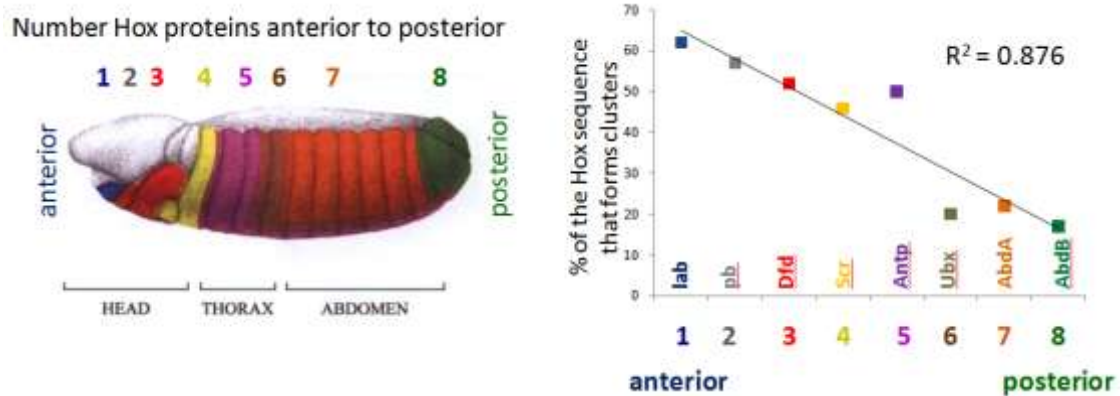 Number Hox proteins anterior to posterior
1 2 3 4 5 6 7 8
anterior
posterior
HEAD THORAX ABDOMEN
% of the Hox sequence
that forms clusters
70
60
50
40
30
20
10
0
R² = 0.876
lab pb Dfd Scr Antp Ubx AbdA AbdB
1 2 3 4 5 6 7 8
anterior posterior